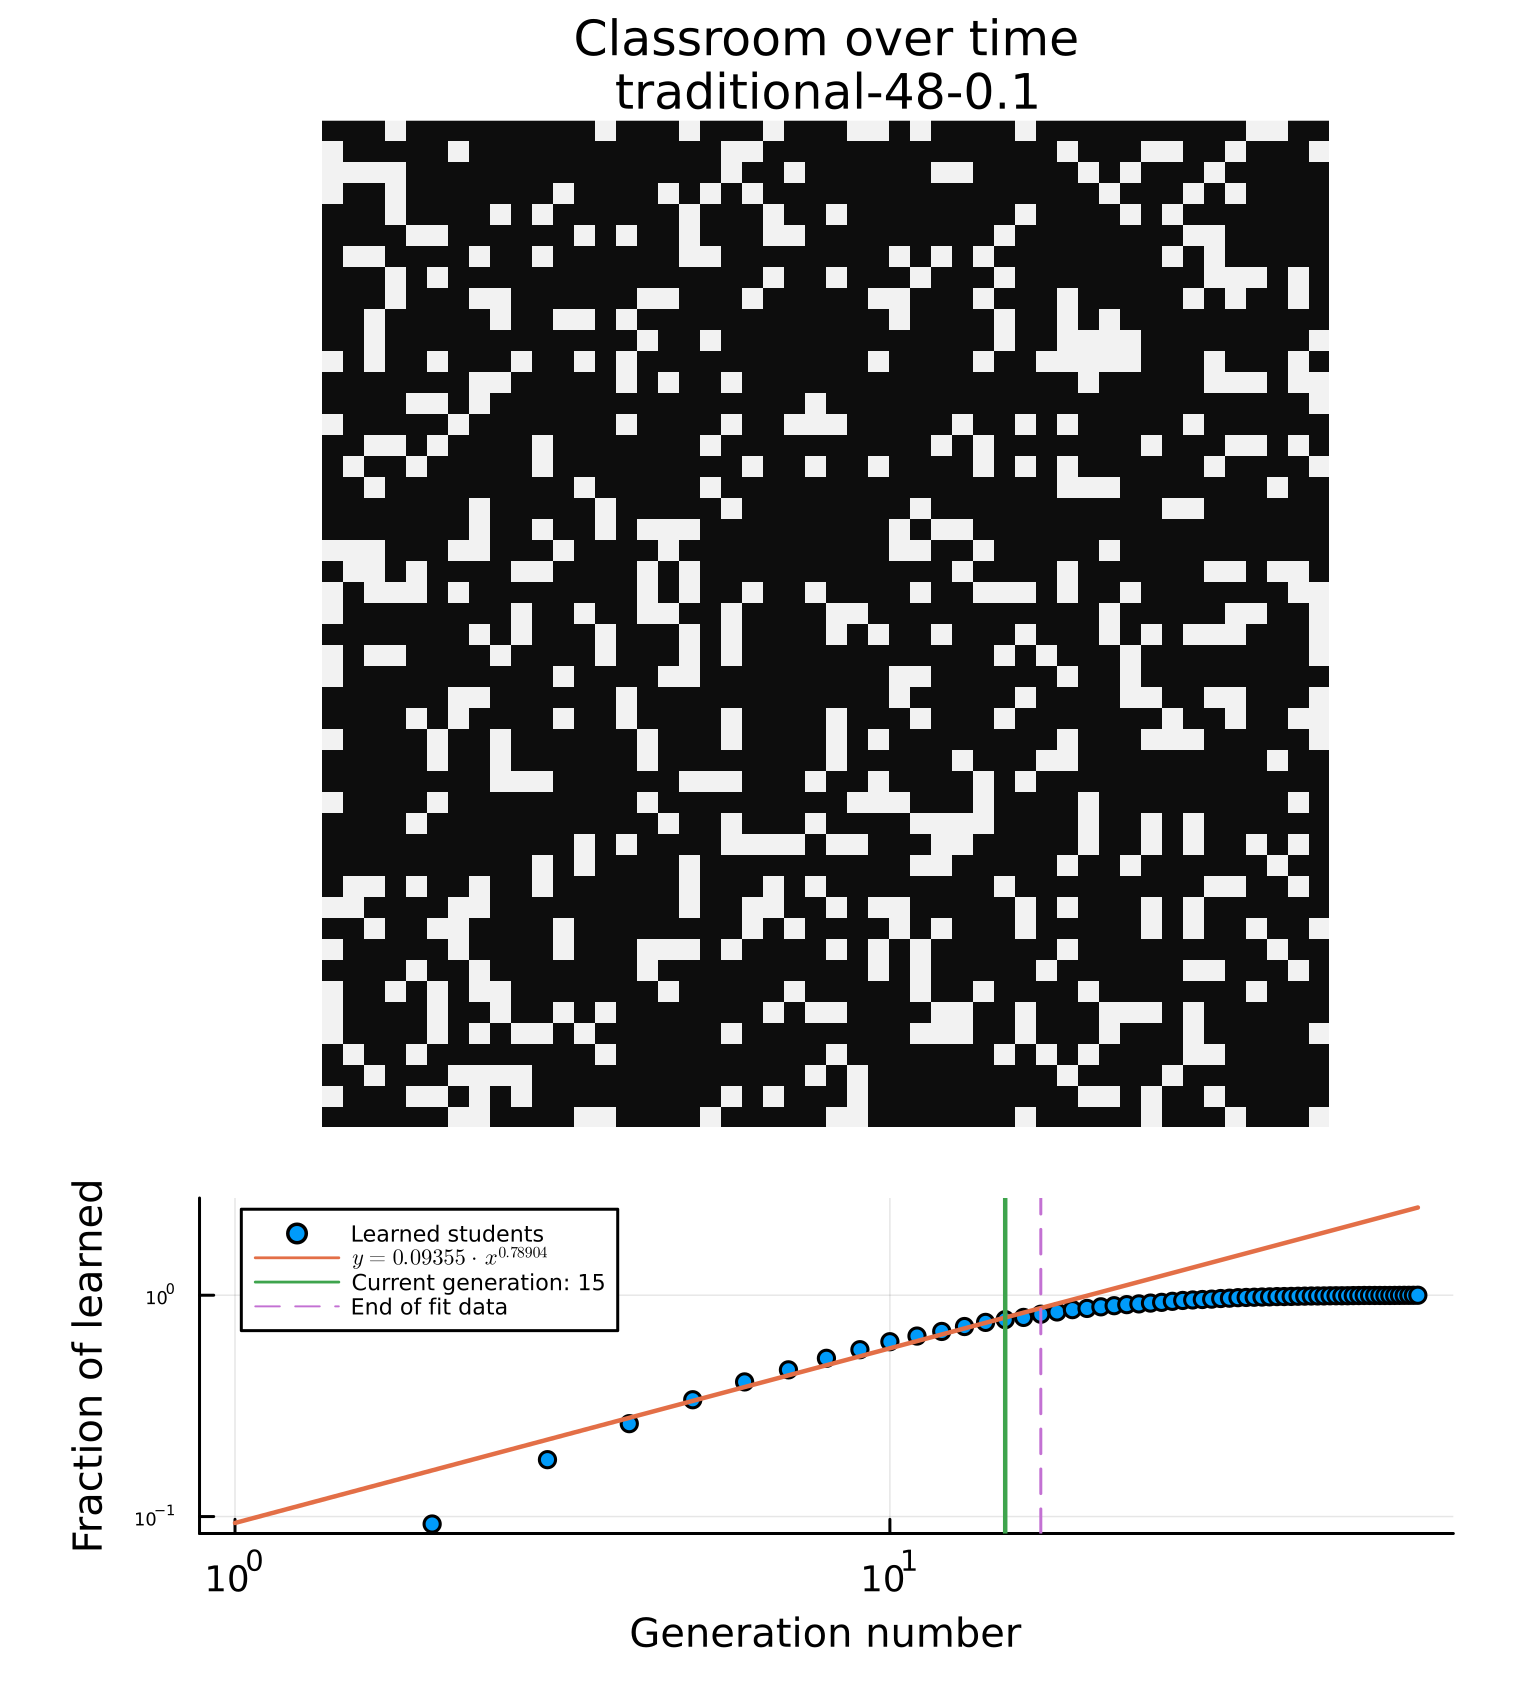 Classroom over time
traditional-48-0.1
Fraction of learned
Learned students
y = 0.09355 · x^0.78904
Current generation: 15
End of fit data
10^0
10^−1
10^0
10^1
Generation number